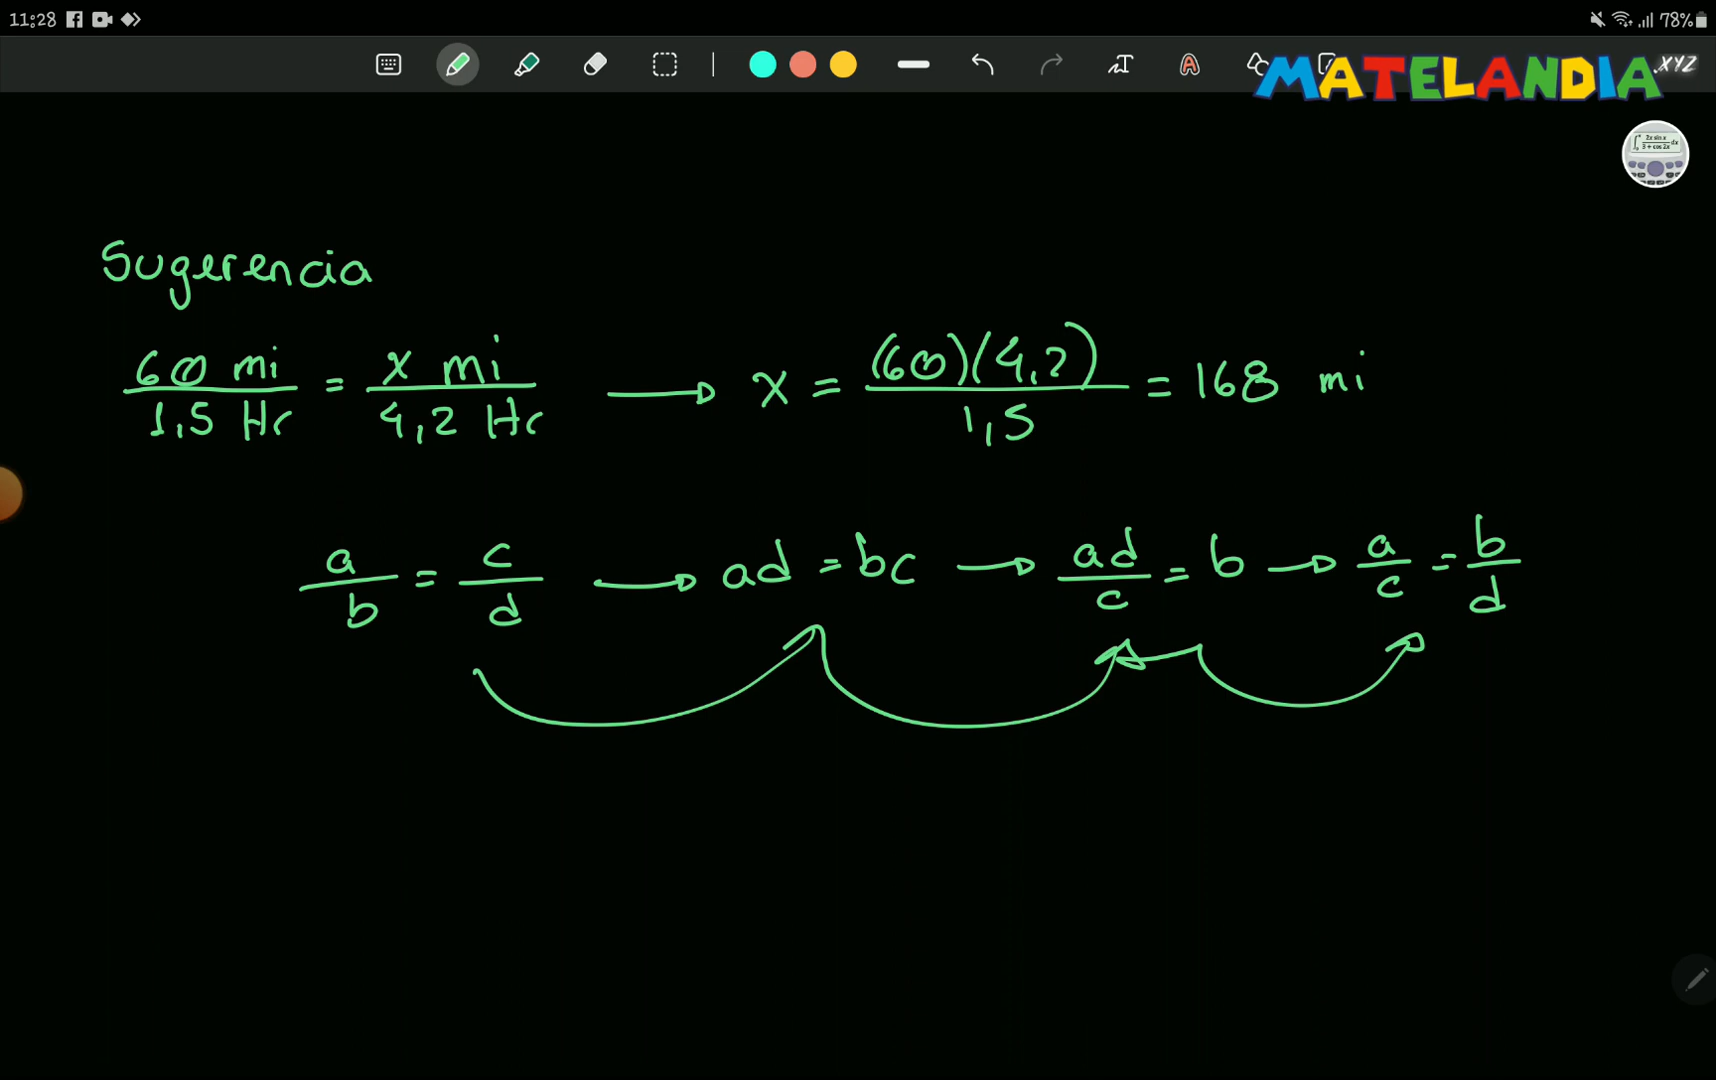 11:28 78%
MATELANDIA.XYZ
Sugerencia
60 mi / 1,5 Hr = x mi / 4,2 Hr → x = (60)(4,2) / 1,5 = 168 mi
a / b = c / d → ad = bc → ad / c = b → a / c = b / d